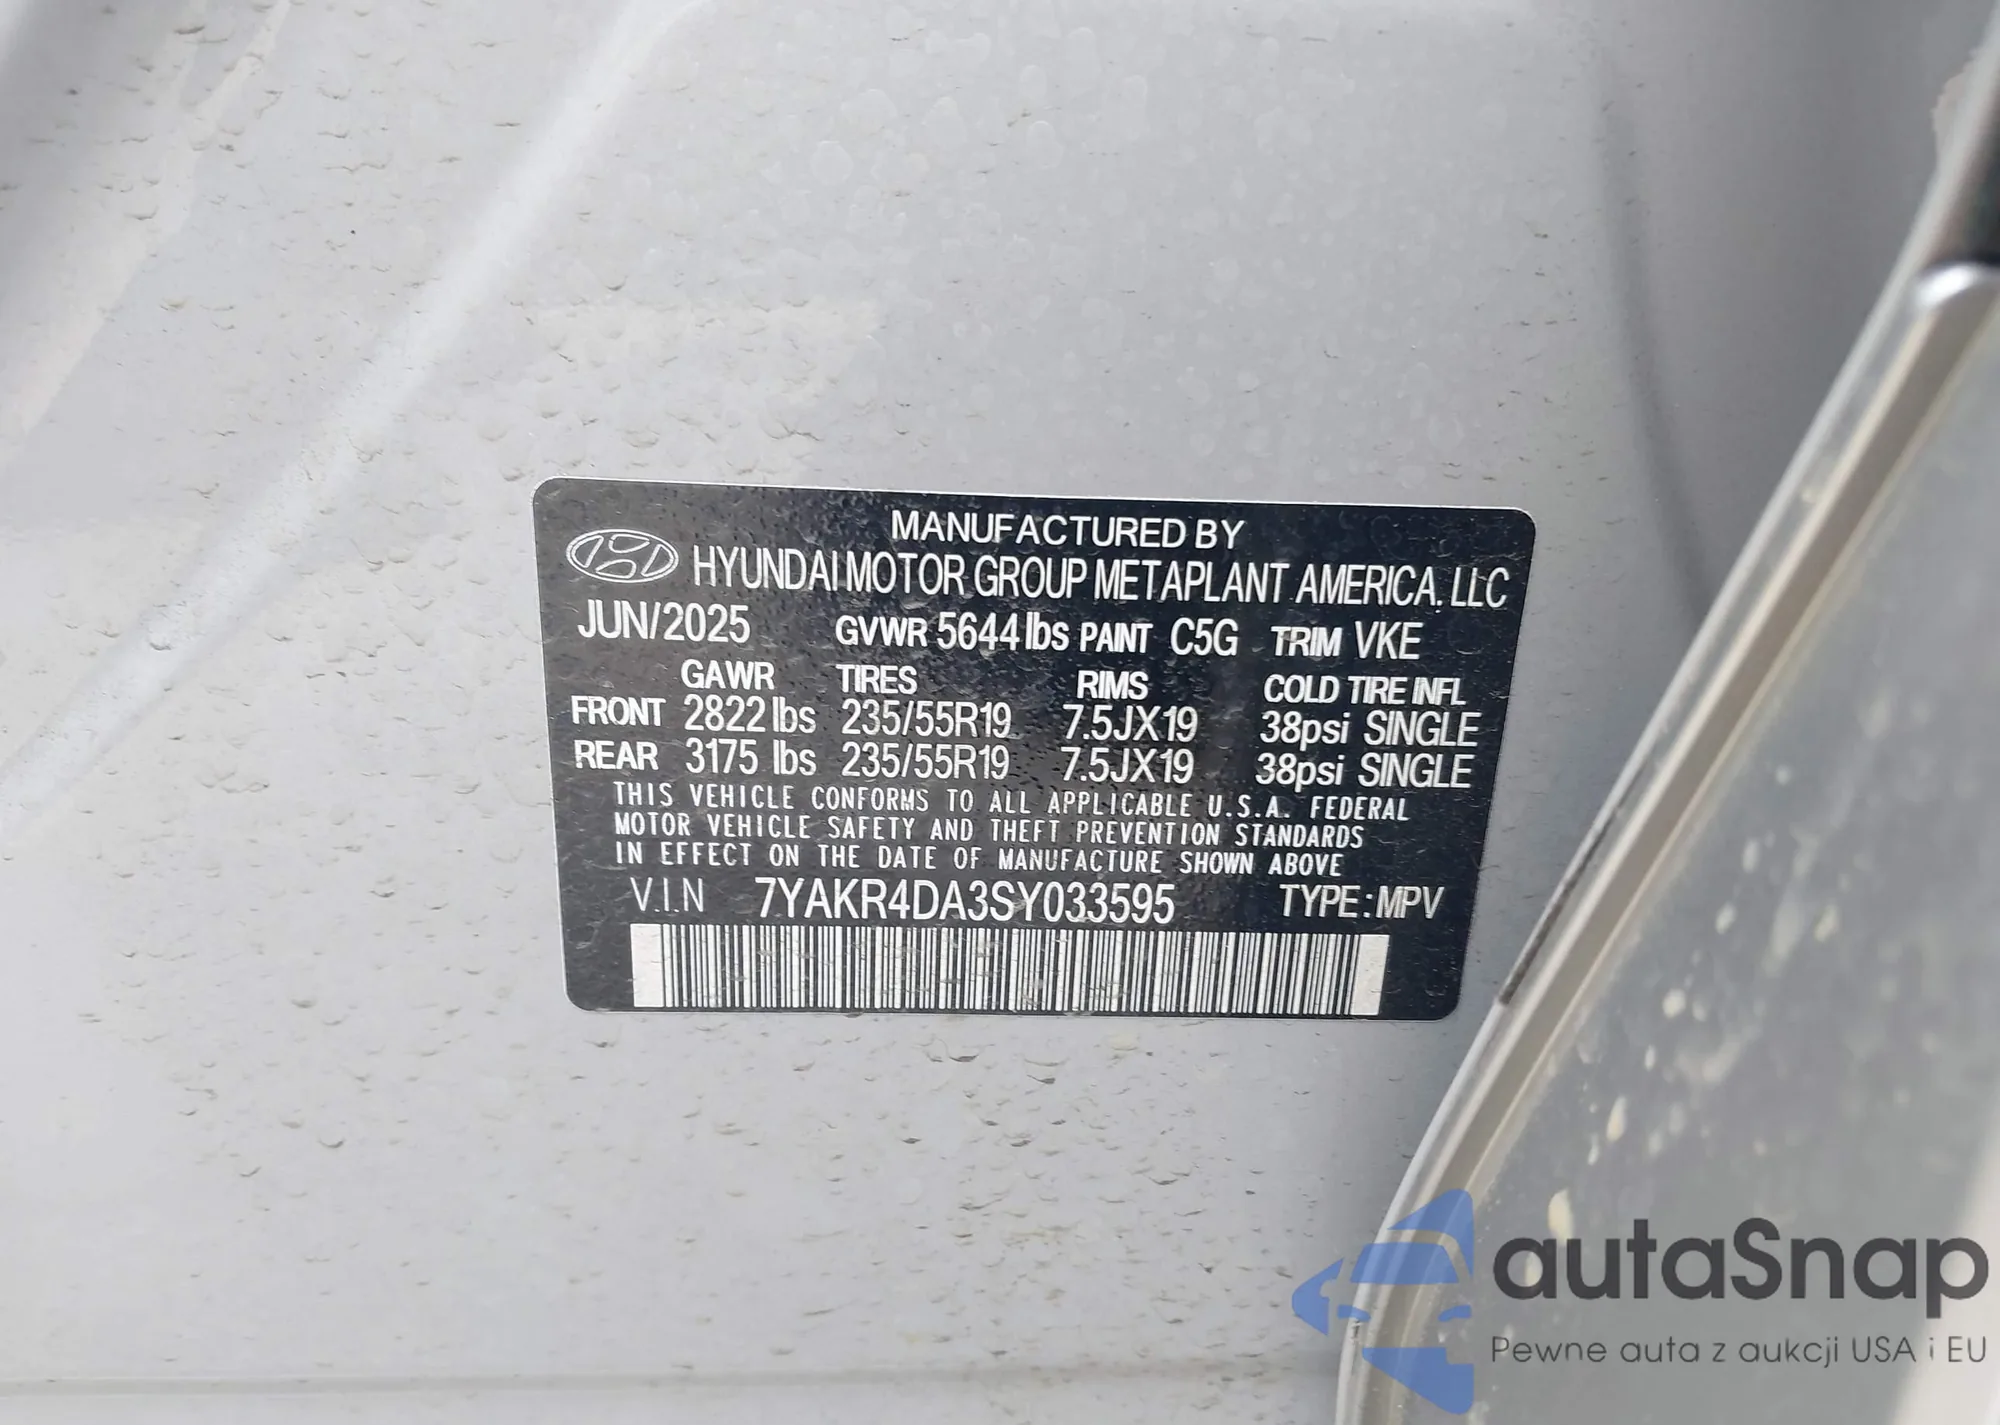 MANUFACTURED BY
HYUNDAI MOTOR GROUP METAPLANT AMERICA, LLC
JUN/2025 GVWR 5644 lbs PAINT C5G TRIM VKE
GAWR TIRES RIMS COLD TIRE INFL
FRONT 2822 lbs 235/55R19 7.5JX19 38psi SINGLE
REAR 3175 lbs 235/55R19 7.5JX19 38psi SINGLE
THIS VEHICLE CONFORMS TO ALL APPLICABLE U.S.A. FEDERAL
MOTOR VEHICLE SAFETY AND THEFT PREVENTION STANDARDS
IN EFFECT ON THE DATE OF MANUFACTURE SHOWN ABOVE
V.I.N 7YAKR4DA3SY033595 TYPE:MPV
autaSnap
Pewne auta z aukcji USA i EU